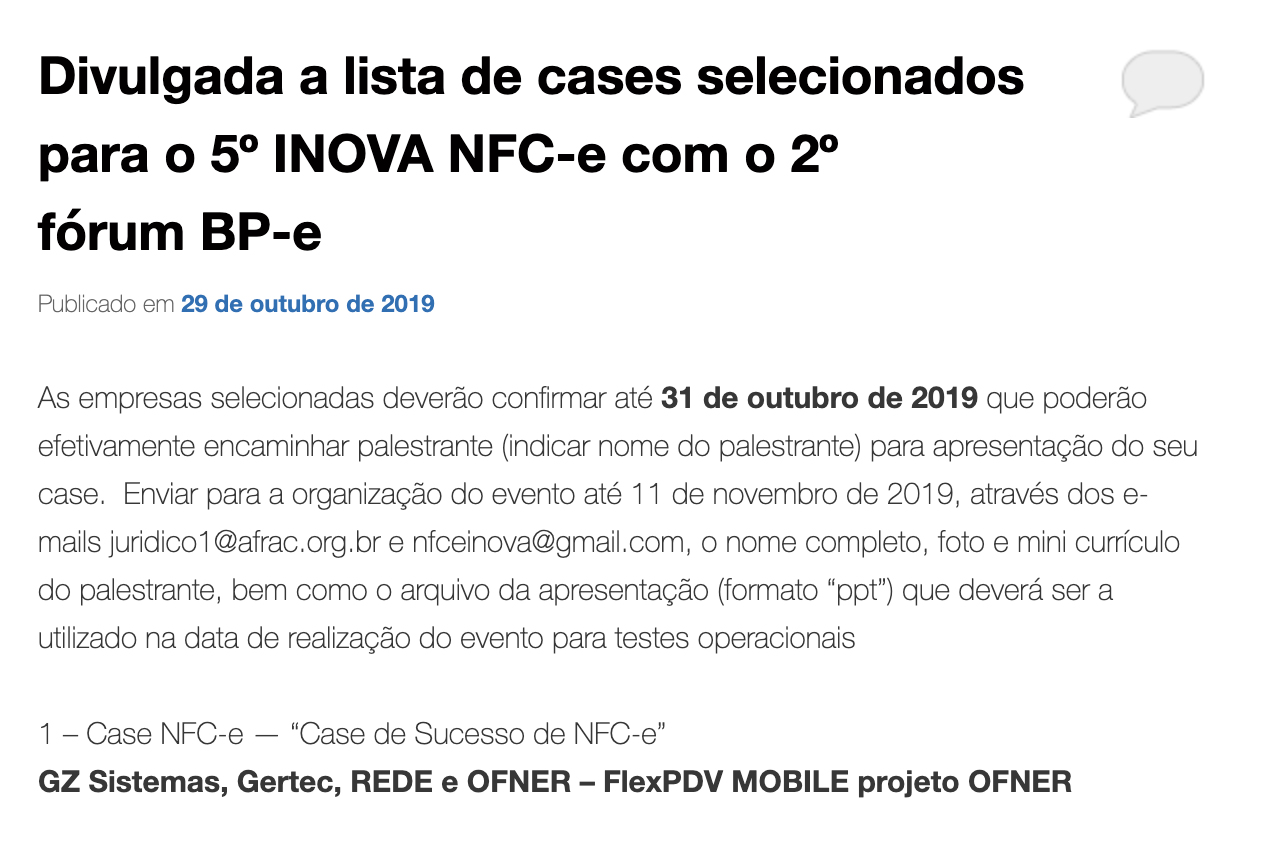 Divulgada a lista de cases selecionados
para o 5º INOVA NFC-e com o 2º
fórum BP-e
Publicado em 29 de outubro de 2019
As empresas selecionadas deverão confirmar até 31 de outubro de 2019 que poderão
efetivamente encaminhar palestrante (indicar nome do palestrante) para apresentação do seu
case.  Enviar para a organização do evento até 11 de novembro de 2019, através dos e-
mails juridico1@afrac.org.br e nfceinova@gmail.com, o nome completo, foto e mini currículo
do palestrante, bem como o arquivo da apresentação (formato “ppt”) que deverá ser a
utilizado na data de realização do evento para testes operacionais
1 – Case NFC-e — “Case de Sucesso de NFC-e”
GZ Sistemas, Gertec, REDE e OFNER – FlexPDV MOBILE projeto OFNER